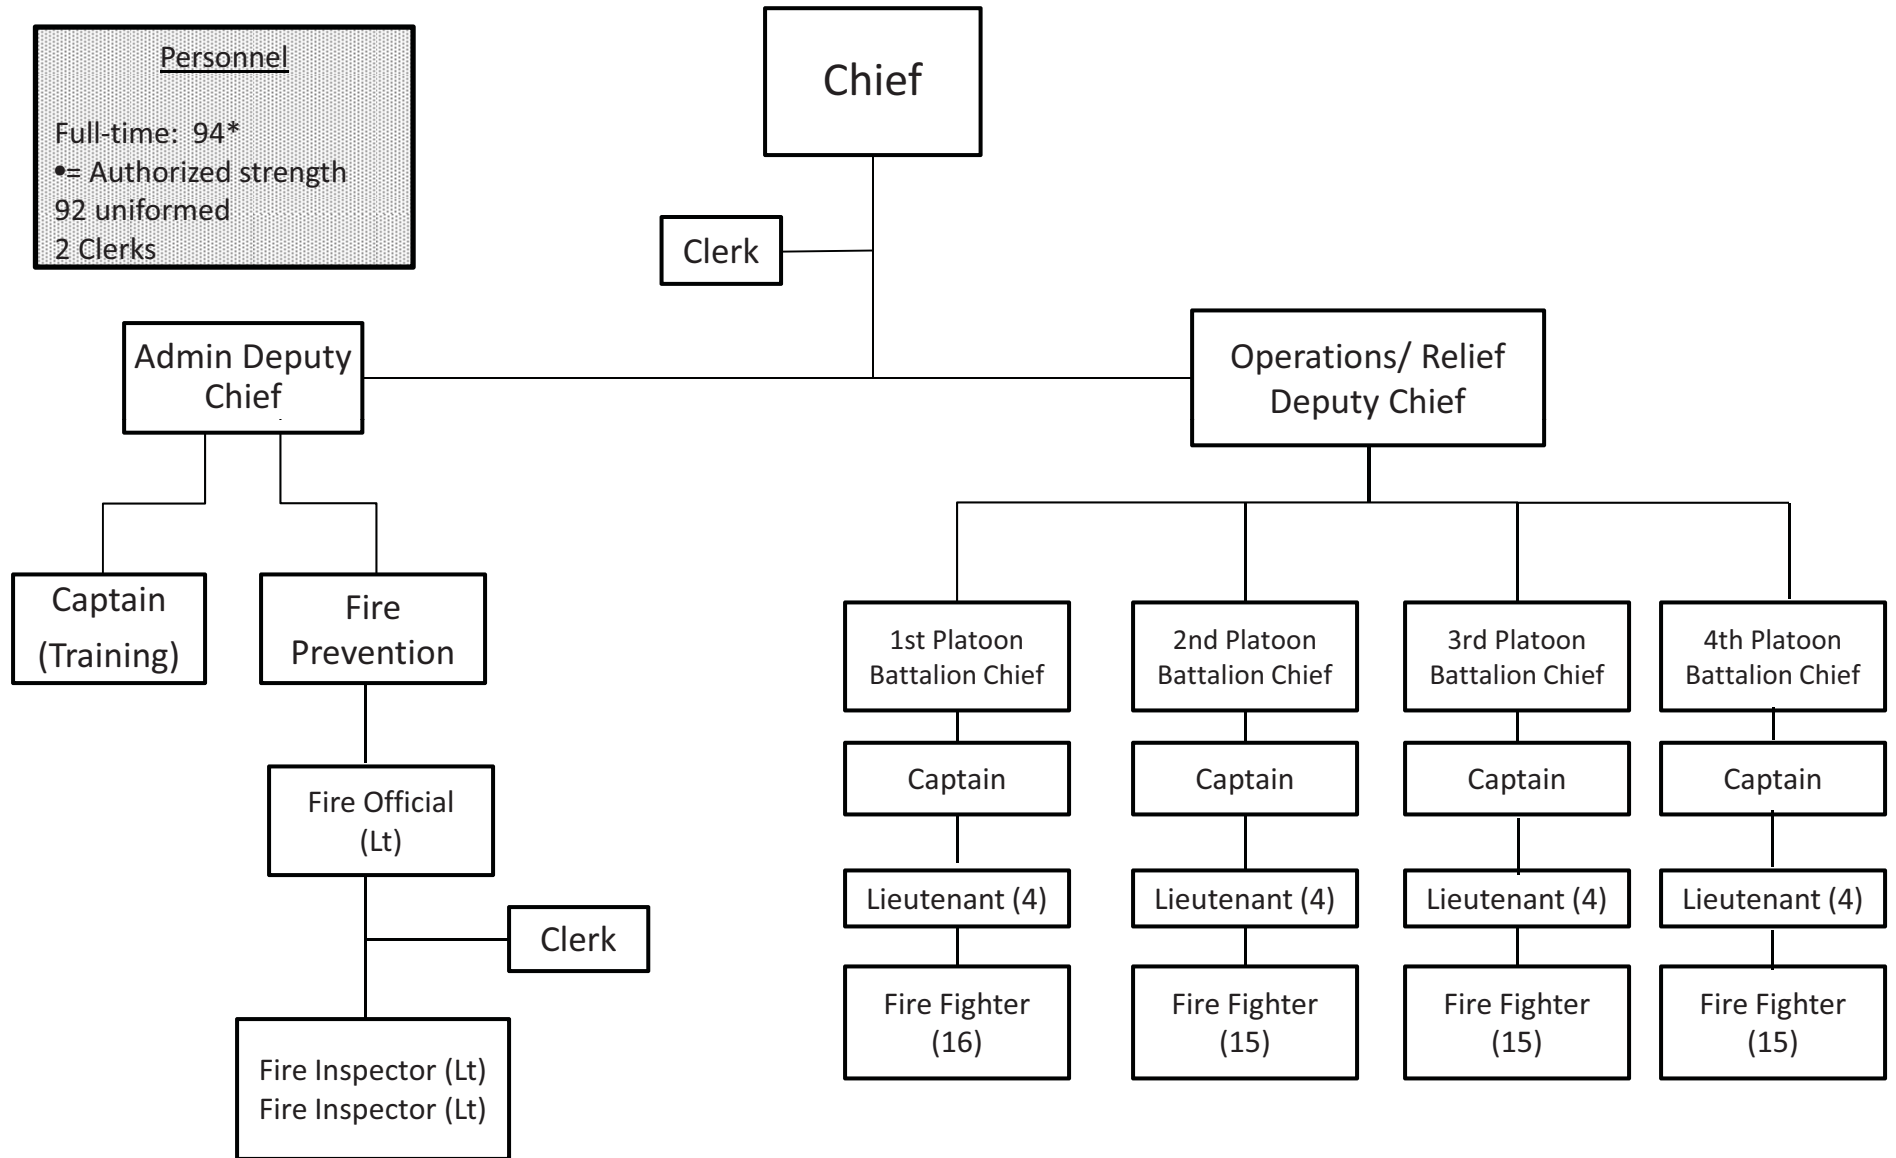 Personnel
Full-time: 94*
•= Authorized strength
92 uniformed
2 Clerks
Chief
Clerk
Admin Deputy
Chief
Operations/ Relief
Deputy Chief
Captain
(Training)
Fire
Prevention
Fire Official
(Lt)
Clerk
Fire Inspector (Lt)
Fire Inspector (Lt)
1st Platoon
Battalion Chief
Captain
Lieutenant (4)
Fire Fighter
(16)
2nd Platoon
Battalion Chief
Captain
Lieutenant (4)
Fire Fighter
(15)
3rd Platoon
Battalion Chief
Captain
Lieutenant (4)
Fire Fighter
(15)
4th Platoon
Battalion Chief
Captain
Lieutenant (4)
Fire Fighter
(15)